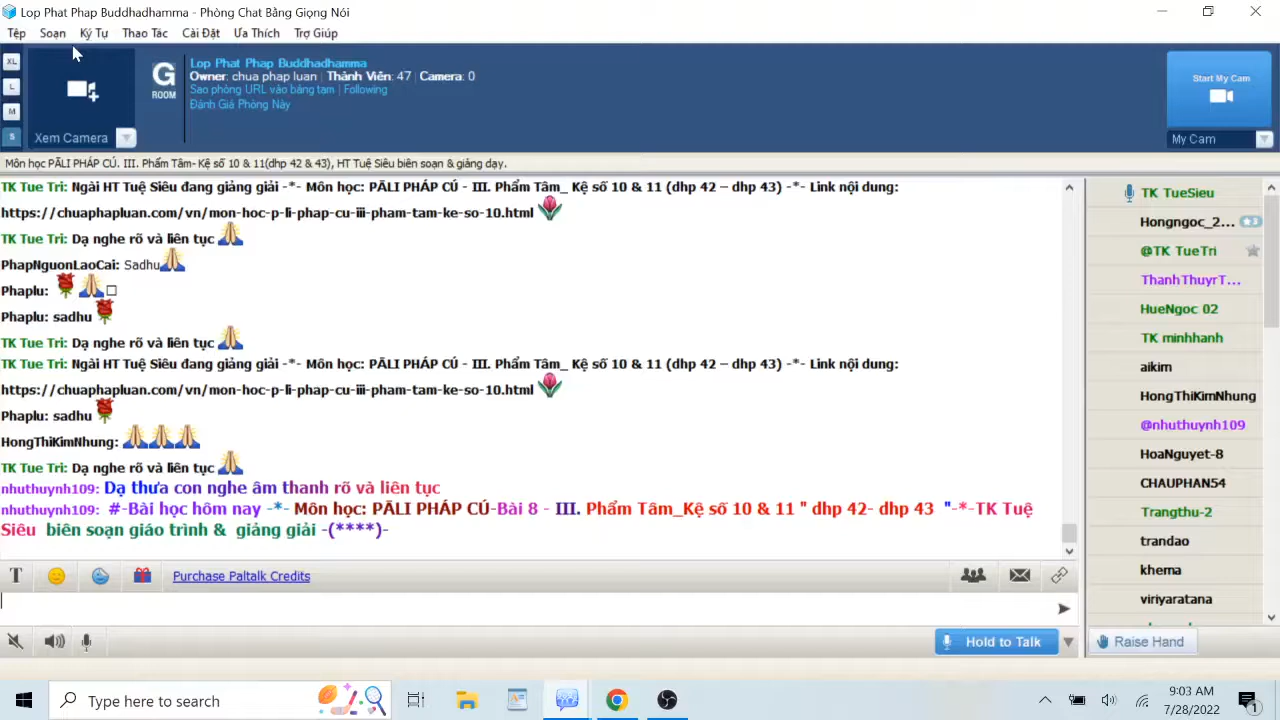 Lop Phat Phap Buddhadhamma - Phòng Chat Bằng Giọng Nói
Tệp Soạn Ký Tự Thao Tác Cài Đặt Ưa Thích Trợ Giúp
XL
L
M
S
Xem Camera
G
ROOM
Lop Phat Phap Buddhadhamma
Owner: chua phap luan | Thành Viên: 47 | Camera: 0
Sao phòng URL vào bảng tạm | Following
Đánh Giá Phòng Này
Start My Cam
My Cam
Môn học PĀLI PHÁP CÚ. III. Phẩm Tâm- Kệ số 10 & 11(dhp 42 & 43), HT Tuệ Siêu biên soạn & giảng dạy.
TK Tue Tri: Ngài HT Tuệ Siêu đang giảng giải -*- Môn học: PĀLI PHÁP CÚ - III. Phẩm Tâm_ Kệ số 10 & 11 (dhp 42 – dhp 43) -*- Link nội dung:
https://chuaphapluan.com/vn/mon-hoc-p-li-phap-cu-iii-pham-tam-ke-so-10.html
TK Tue Tri: Dạ nghe rõ và liên tục
PhapNguonLaoCai: Sadhu
Phaplu:
Phaplu: sadhu
TK Tue Tri: Dạ nghe rõ và liên tục
TK Tue Tri: Ngài HT Tuệ Siêu đang giảng giải -*- Môn học: PĀLI PHÁP CÚ - III. Phẩm Tâm_ Kệ số 10 & 11 (dhp 42 – dhp 43) -*- Link nội dung:
https://chuaphapluan.com/vn/mon-hoc-p-li-phap-cu-iii-pham-tam-ke-so-10.html
Phaplu: sadhu
HongThiKimNhung:
TK Tue Tri: Dạ nghe rõ và liên tục
nhuthuynh109: Dạ thưa con nghe âm thanh rõ và liên tục
nhuthuynh109: #-Bài học hôm nay -*- Môn học: PĀLI PHÁP CÚ-Bài 8 - III. Phẩm Tâm_Kệ số 10 & 11 " dhp 42- dhp 43 "-*-TK Tuệ
Siêu biên soạn giáo trình & giảng giải -(****)-
TK TueSieu
Hongngoc_2... +3
@TK TueTri
ThanhThuyrT...
HueNgoc 02
TK minhhanh
aikim
HongThiKimNhung
@nhuthuynh109
HoaNguyet-8
CHAUPHAN54
Trangthu-2
trandao
khema
viriyaratana
T Purchase Paltalk Credits
Hold to Talk
Raise Hand
Type here to search
9:03 AM
7/28/2022
1